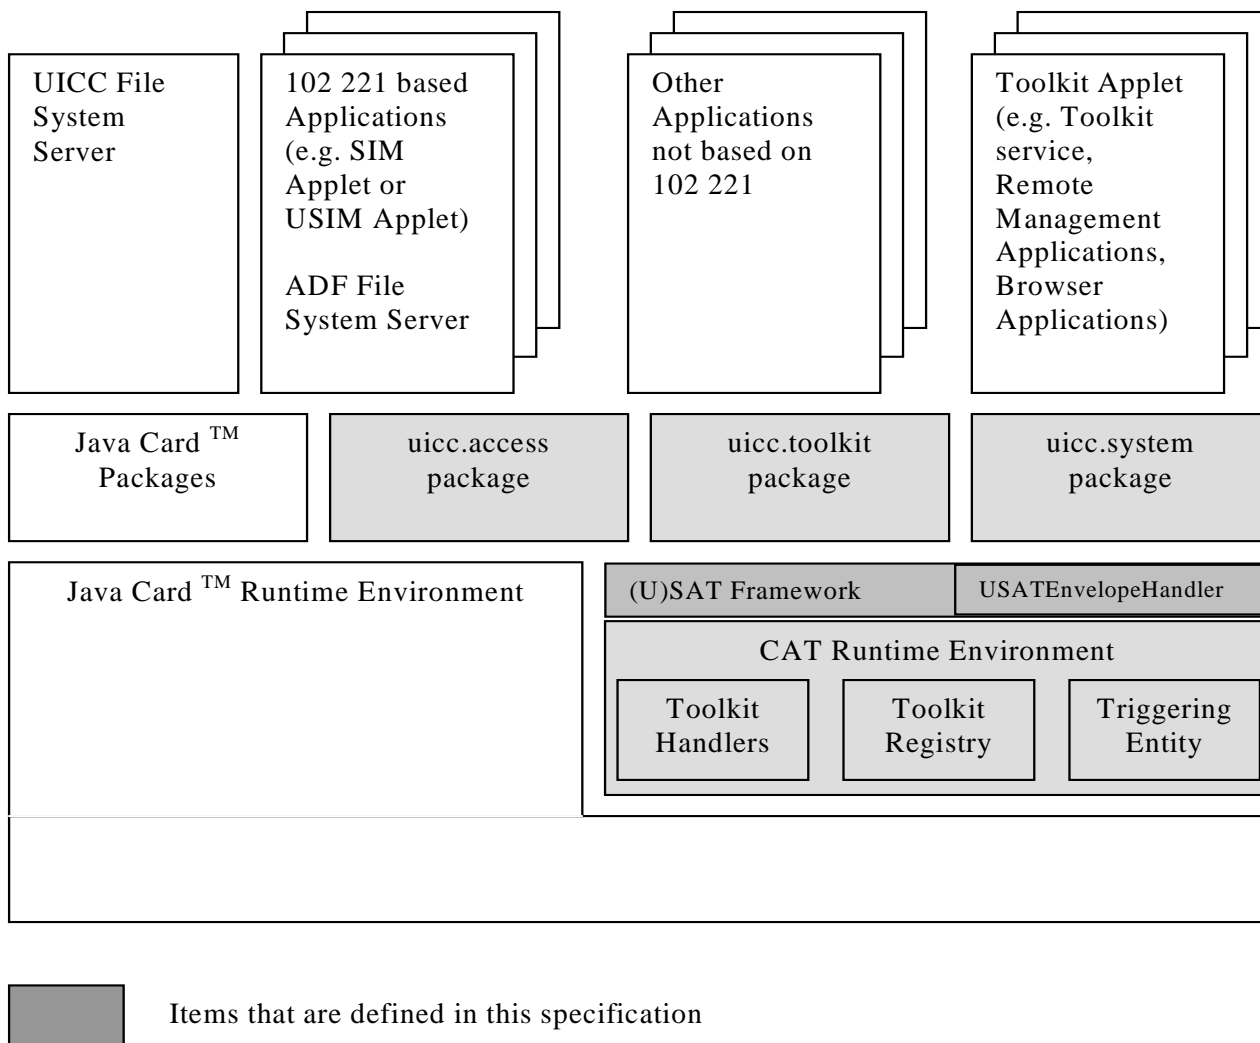 UICC File
System
Server
102 221 based
Applications
(e.g. SIM
Applet or
USIM Applet)
ADF File
System Server
Other
Applications
not based on
102 221
Toolkit Applet
(e.g. Toolkit
service,
Remote
Management
Applications,
Browser
Applications)
Java Card TM
Packages
uicc.access
package
uicc.toolkit
package
uicc.system
package
Java Card TM Runtime Environment
(U)SAT Framework
USATEnvelopeHandler
CAT Runtime Environment
Toolkit
Handlers
Toolkit
Registry
Triggering
Entity
Items that are defined in this specification